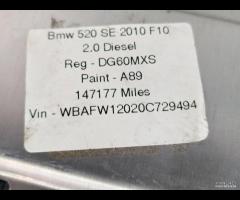 Bmw 520 SE 2010 F10
2.0 Diesel
Reg - DG60MXS
Paint - A89
147177 Miles
Vin - WBAFW12020C729494